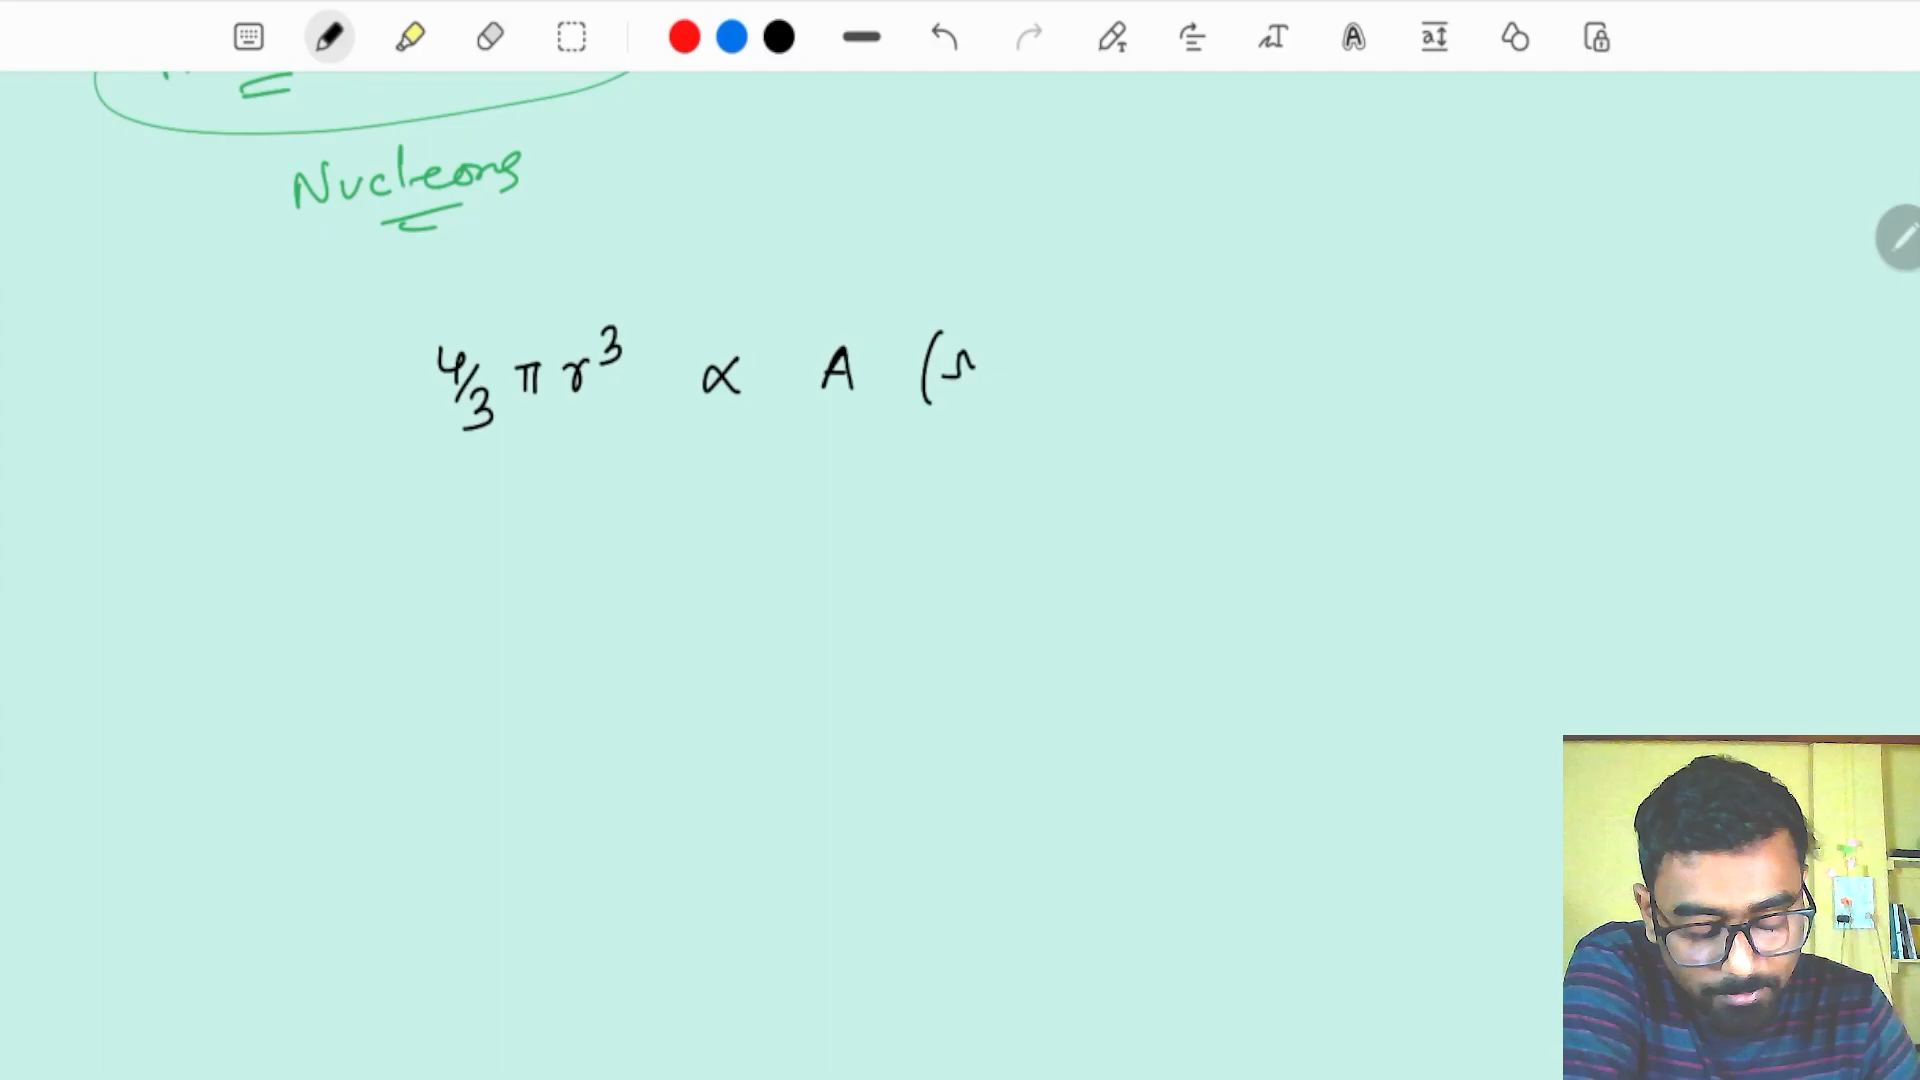 Nucleons
4/3 π r³ ∝ A (